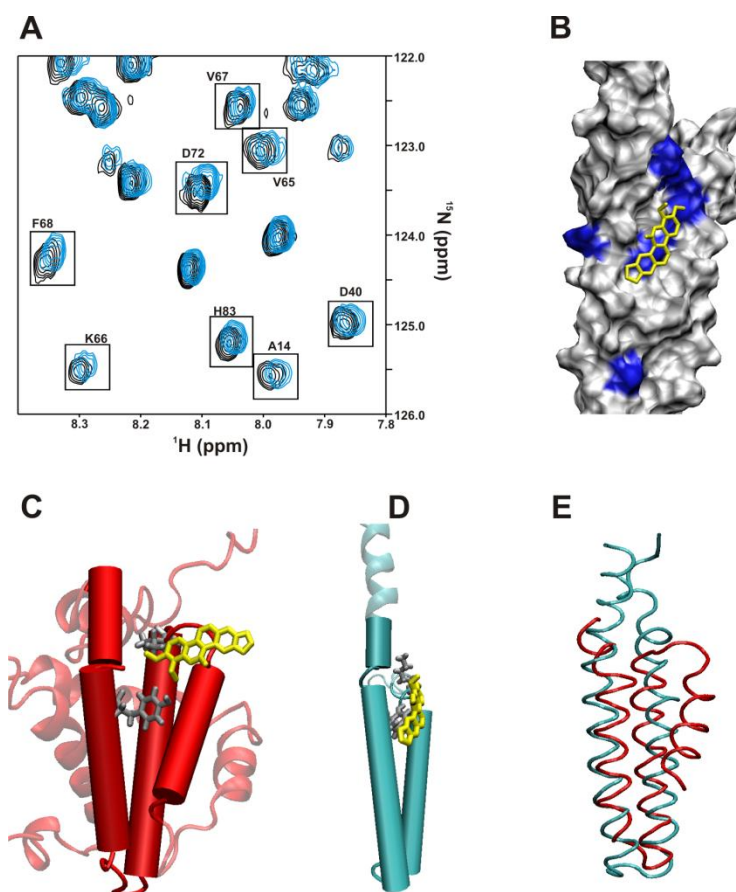 A
B
122.0
V67
123.0
D72
V65
¹⁵N (ppm)
F68
124.0
D40
H83
A14
125.0
K66
126.0
8.3
8.2
8.1
8.0
7.9
7.8
¹H (ppm)
C
D
E